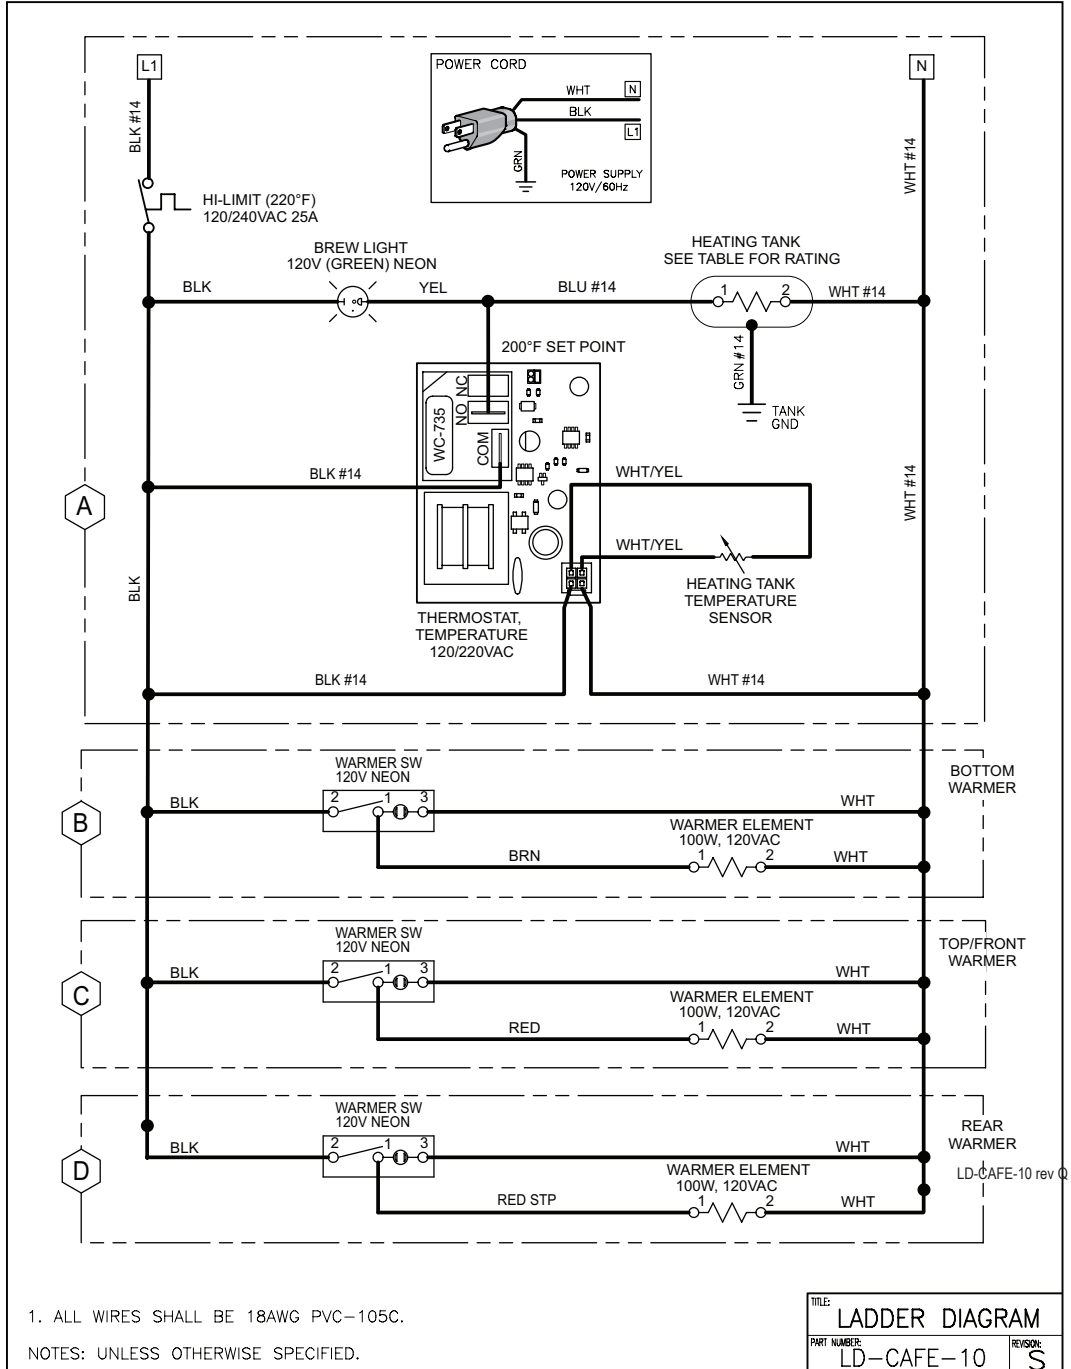 L1
N
POWER CORD
WHT
N
BLK
L1
GRN
POWER SUPPLY
120V/60Hz
BLK #14
WHT #14
HI-LIMIT (220°F)
120/240VAC 25A
BREW LIGHT
120V (GREEN) NEON
HEATING TANK
SEE TABLE FOR RATING
BLK
YEL
BLU #14
1
2
WHT #14
GRN #14
TANK
GND
200°F SET POINT
NC
NO
COM
WC-735
BLK #14
WHT/YEL
WHT #14
A
WHT/YEL
BLK
HEATING TANK
TEMPERATURE
SENSOR
THERMOSTAT,
TEMPERATURE
120/220VAC
BLK #14
WHT #14
WARMER SW
120V NEON
BOTTOM
WARMER
B
BLK
2
1
3
WHT
WARMER ELEMENT
100W, 120VAC
BRN
1
2
WHT
WARMER SW
120V NEON
TOP/FRONT
WARMER
C
BLK
2
1
3
WHT
WARMER ELEMENT
100W, 120VAC
RED
1
2
WHT
WARMER SW
120V NEON
REAR
WARMER
D
BLK
2
1
3
WHT
LD-CAFE-10 rev Q
WARMER ELEMENT
100W, 120VAC
RED STP
1
2
WHT
1. ALL WIRES SHALL BE 18AWG PVC-105C.
NOTES: UNLESS OTHERWISE SPECIFIED.
TITLE:
LADDER DIAGRAM
PART NUMBER:
LD-CAFE-10
REVISION:
S